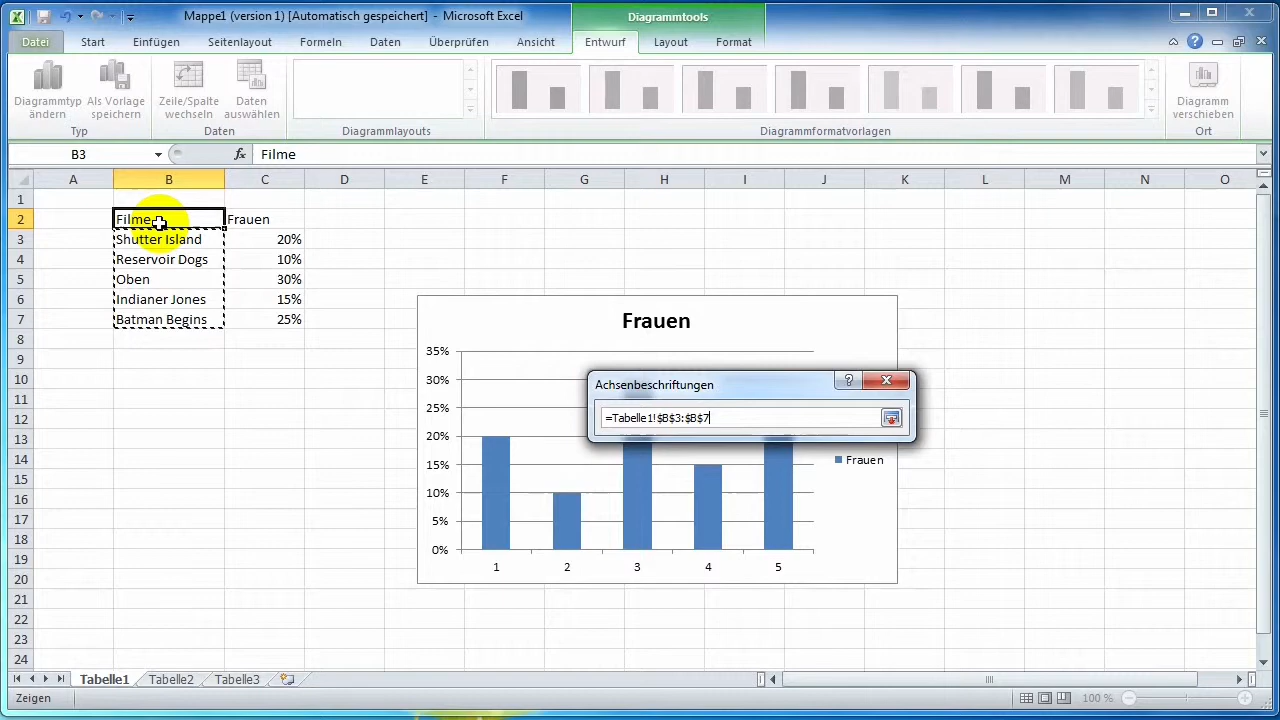 Mappe1 (version 1) [Automatisch gespeichert] - Microsoft Excel
Diagrammtools
Datei Start Einfügen Seitenlayout Formeln Daten Überprüfen Ansicht Entwurf Layout Format
Diagrammtyp ändern
Als Vorlage speichern
Zeile/Spalte wechseln
Daten auswählen
Diagramm verschieben
Typ Daten Diagrammlayouts Diagrammformatvorlagen Ort
B3 fx Filme
A B C D E F G H I J K L M N O
1
2 Filme Frauen
3 Shutter Island 20%
4 Reservoir Dogs 10%
5 Oben 30%
6 Indianer Jones 15%
7 Batman Begins 25%
8
9
10
11
12
13
14
15
16
17
18
19
20
21
22
23
24
Frauen
35%
30%
25%
20%
15%
10%
5%
0%
1 2 3 4 5
Frauen
Achsenbeschriftungen
=Tabelle1!$B$3:$B$7
Tabelle1 Tabelle2 Tabelle3
Zeigen 100 %